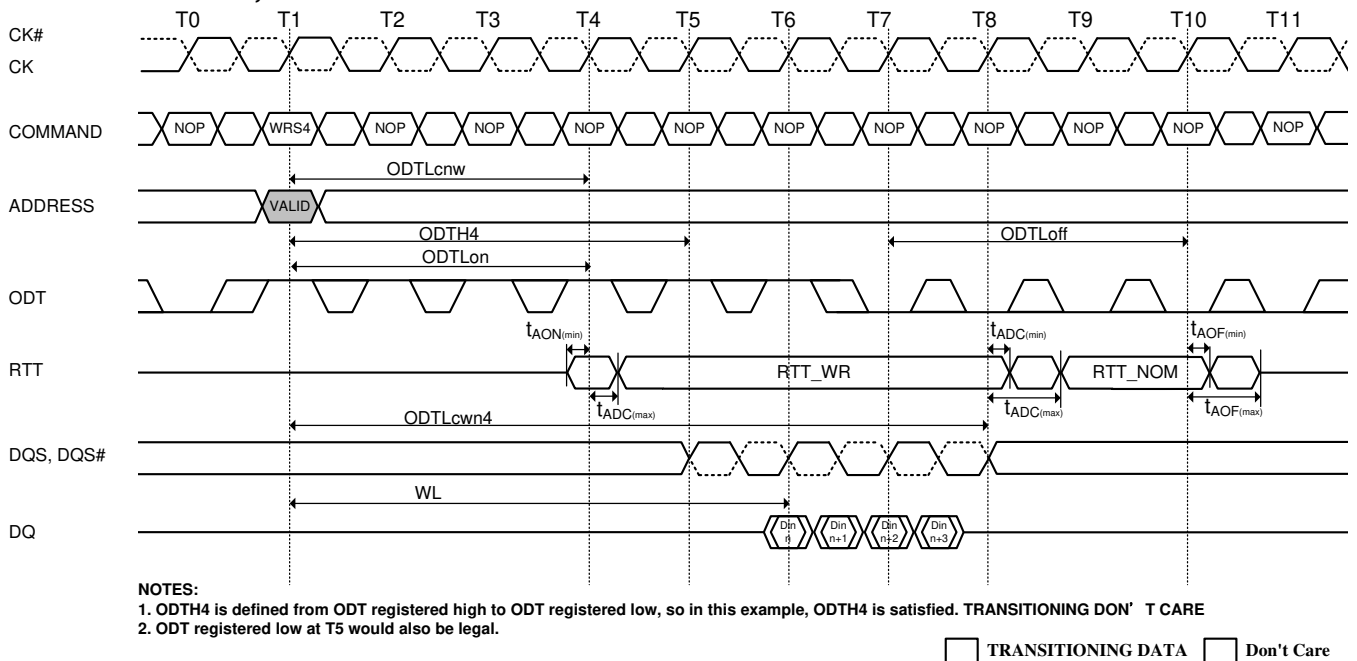 T0 T1 T2 T3 T4 T5 T6 T7 T8 T9 T10 T11
CK#
CK
COMMAND NOP WRS4 NOP NOP NOP NOP NOP NOP NOP NOP NOP NOP
ODTLcnw
ADDRESS VALID
ODTH4 ODTLoff
ODTLon
ODT
tAON(min) tADC(min) tAOF(min)
RTT RTT_WR RTT_NOM
tADC(max) tADC(max) tAOF(max)
ODTLcwn4
DQS, DQS#
WL
DQ Din n Din n+1 Din n+2 Din n+3
NOTES:
1. ODTH4 is defined from ODT registered high to ODT registered low, so in this example, ODTH4 is satisfied. TRANSITIONING DON' T CARE
2. ODT registered low at T5 would also be legal.
TRANSITIONING DATA Don't Care